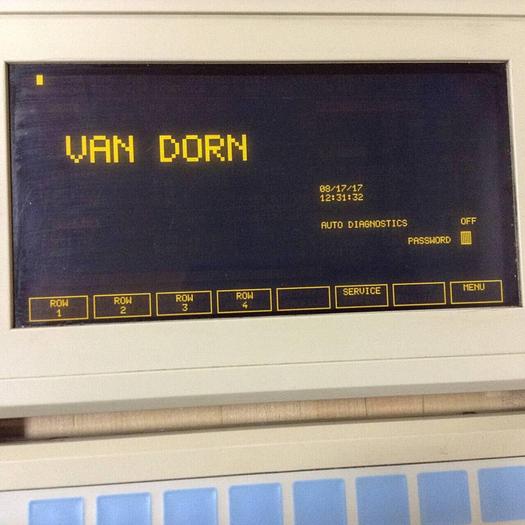 VAN DORN
08/17/17
12:31:32
AUTO DIAGNOSTICS OFF
PASSWORD
ROW 1
ROW 2
ROW 3
ROW 4
SERVICE
MENU